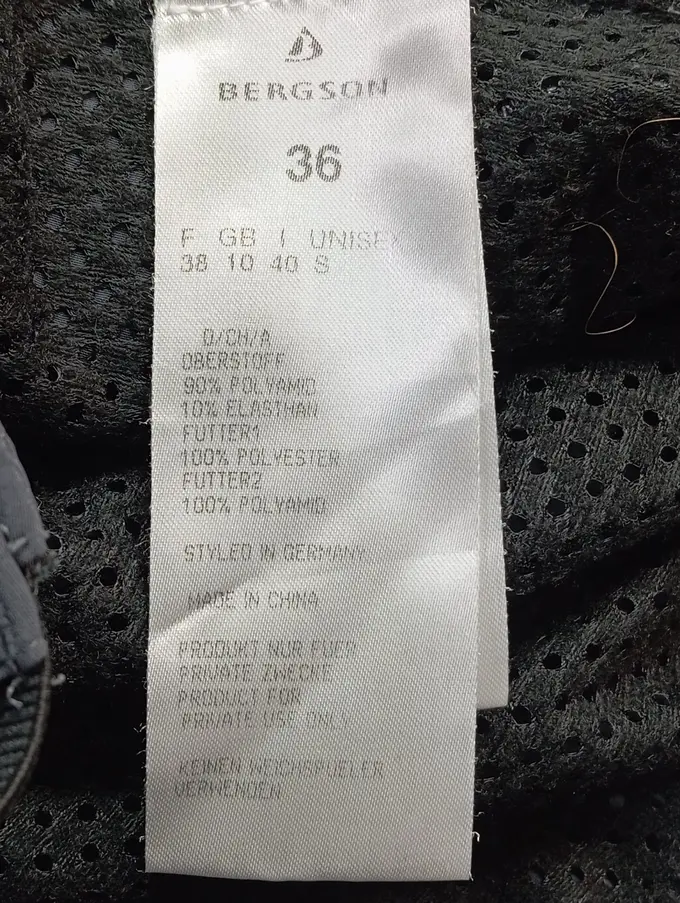 BERGSON
36
F GB I UNISEX
38 10 40 S
D/CH/A
OBERSTOFF
90% POLYAMID
10% ELASTHAN
FUTTER1
100% POLYESTER
FUTTER2
100% POLYAMID
STYLED IN GERMANY
MADE IN CHINA
PRODUKT NUR FUER
PRIVATE ZWECKE
PRODUCT FOR
PRIVATE USE ONLY
KEINEN WEICHSPUELER
VERWENDEN